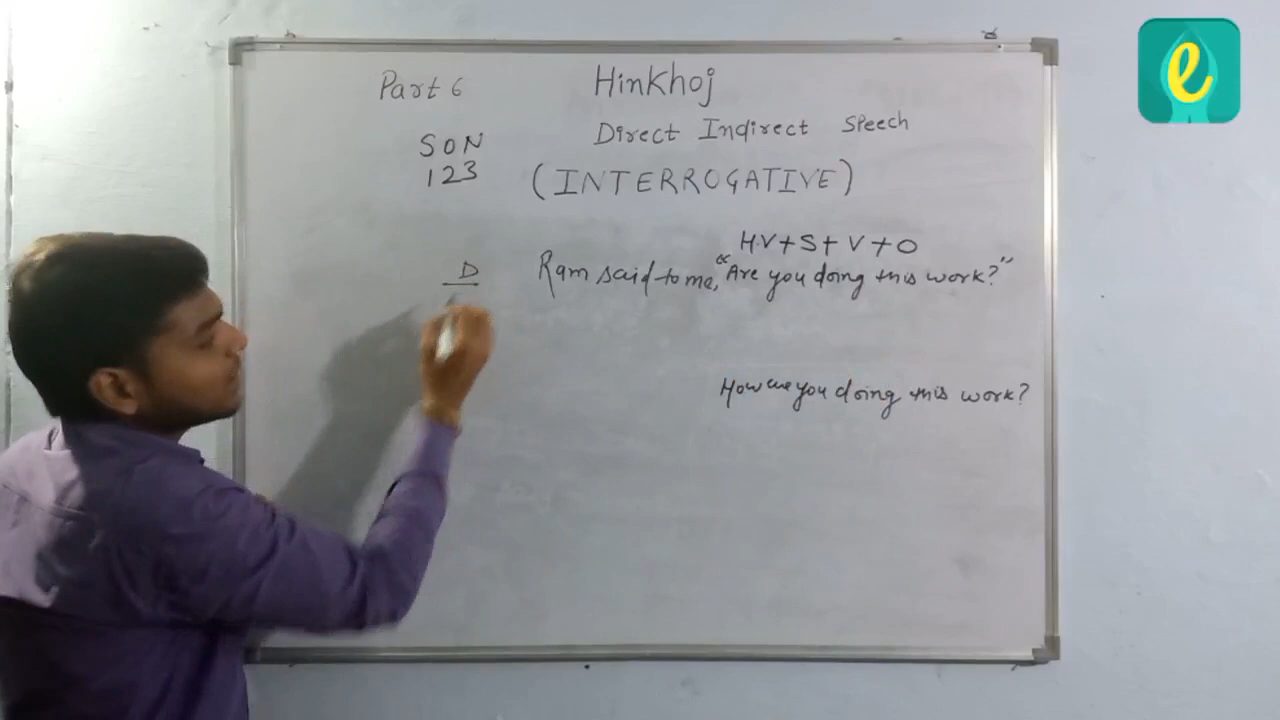 Part 6
Hinkhoj
SON
123
Direct Indirect Speech
(INTERROGATIVE)
H.V+S+V+O
D
Ram said to me, "Are you doing this work?"
How are you doing this work?
e